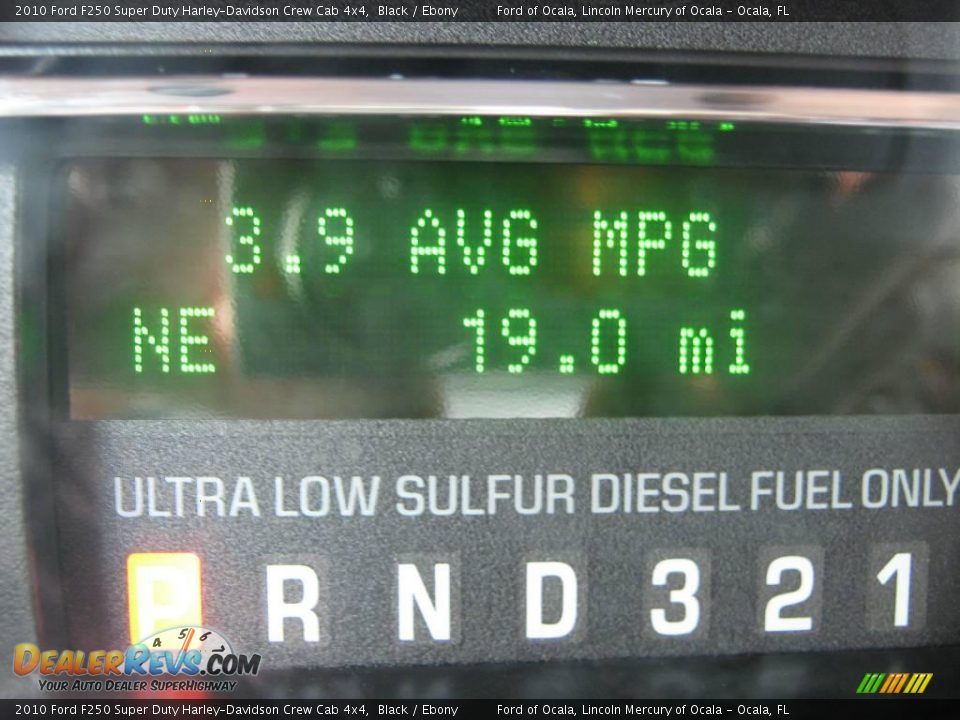 2010 Ford F250 Super Duty Harley-Davidson Crew Cab 4x4, Black / Ebony Ford of Ocala, Lincoln Mercury of Ocala - Ocala, FL
3.9 AVG MPG
NE 19.0 mi
ULTRA LOW SULFUR DIESEL FUEL ONLY
P R N D 3 2 1
4 5 6
DEALERREVS.COM
YOUR AUTO DEALER SUPERHIGHWAY
2010 Ford F250 Super Duty Harley-Davidson Crew Cab 4x4, Black / Ebony Ford of Ocala, Lincoln Mercury of Ocala - Ocala, FL